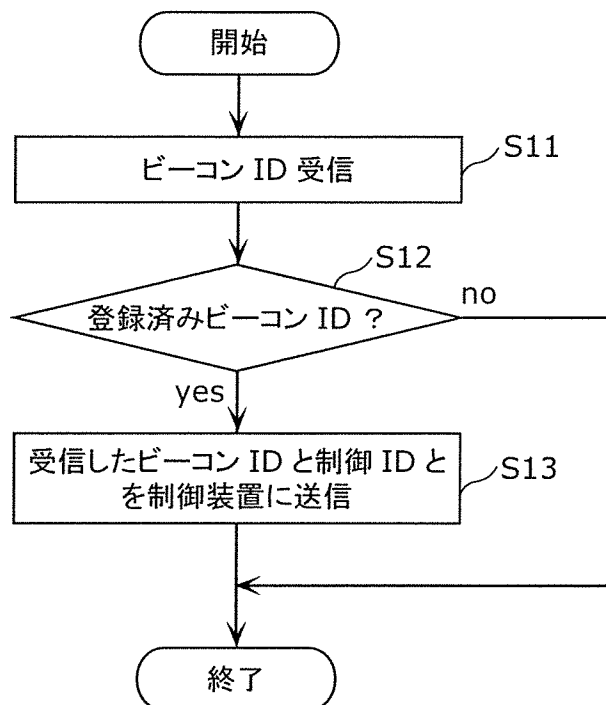 開始
ビーコン ID 受信
S11
S12
登録済みビーコン ID ?
no
yes
受信したビーコン ID と制御 ID と
を制御装置に送信
S13
終了